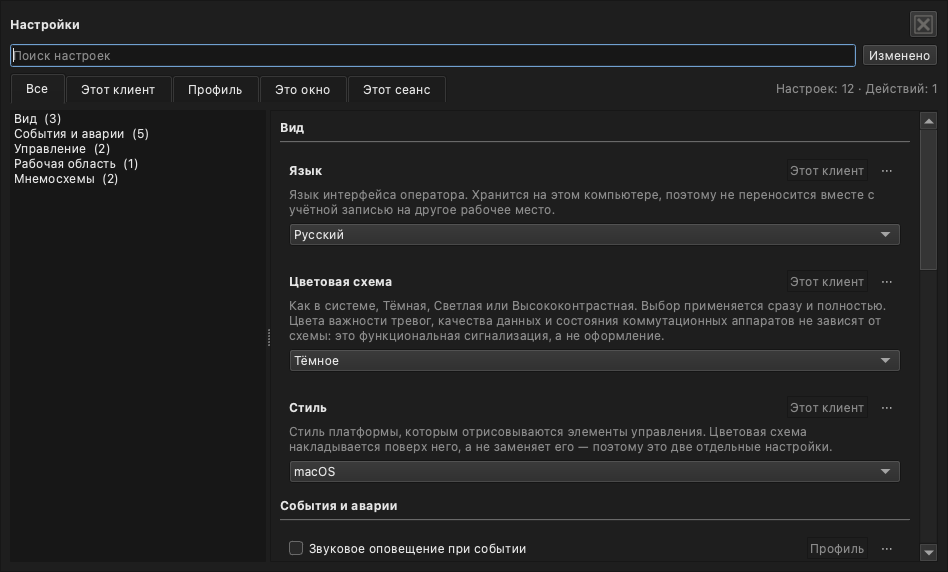 Настройки
Поиск настроек
Изменено
Все
Этот клиент
Профиль
Это окно
Этот сеанс
Настроек: 12 · Действий: 1
Вид (3)
События и аварии (5)
Управление (2)
Рабочая область (1)
Мнемосхемы (2)
Вид
Язык
Этот клиент
···
Язык интерфейса оператора. Хранится на этом компьютере, поэтому не переносится вместе с
учётной записью на другое рабочее место.
Русский
Цветовая схема
Этот клиент
···
Как в системе, Тёмная, Светлая или Высококонтрастная. Выбор применяется сразу и полностью.
Цвета важности тревог, качества данных и состояния коммутационных аппаратов не зависят от
схемы: это функциональная сигнализация, а не оформление.
Тёмное
Стиль
Этот клиент
···
Стиль платформы, которым отрисовываются элементы управления. Цветовая схема
накладывается поверх него, а не заменяет его — поэтому это две отдельные настройки.
macOS
События и аварии
Звуковое оповещение при событии
Профиль
···